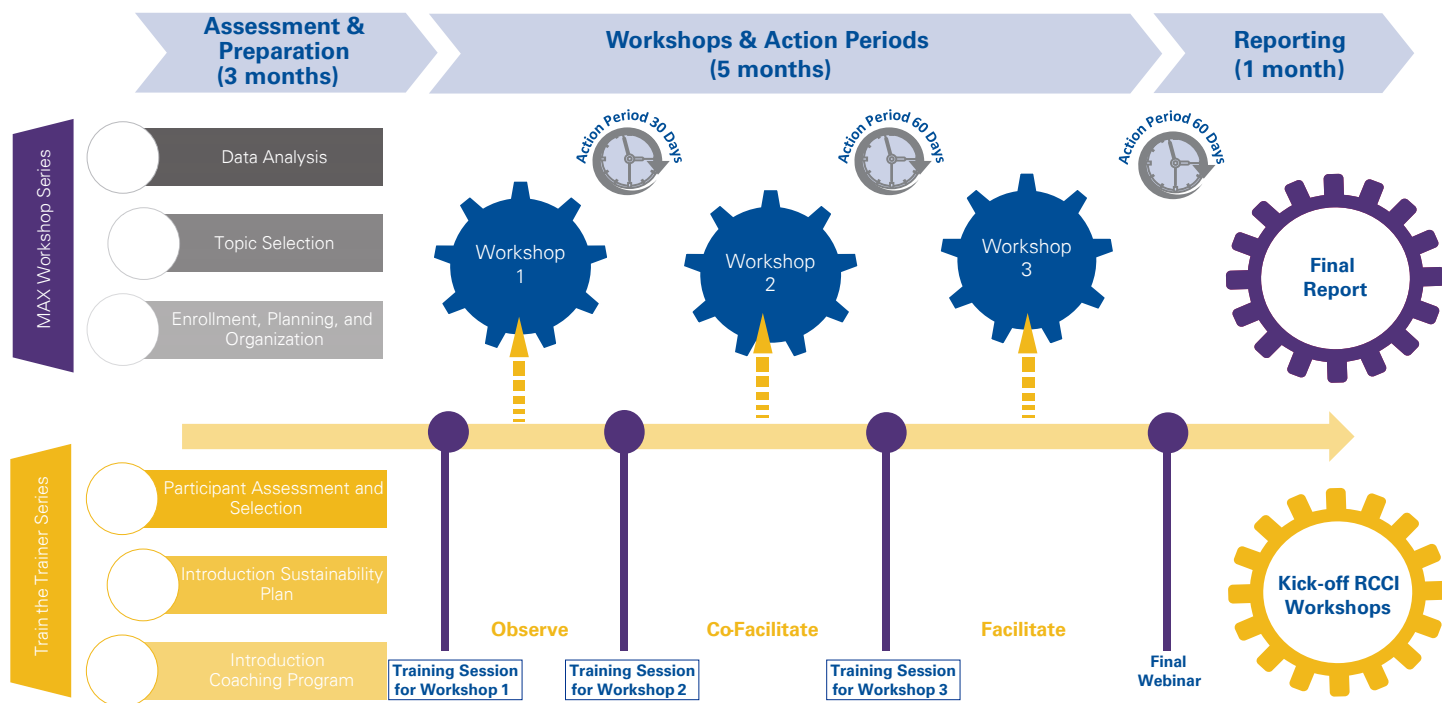 Assessment &
Preparation
(3 months)
Workshops & Action Periods
(5 months)
Reporting
(1 month)
MAX Workshop Series
Data Analysis
Topic Selection
Enrollment, Planning, and
Organization
Action Period 30 Days
Action Period 60 Days
Action Period 60 Days
Workshop
1
Workshop
2
Workshop
3
Final
Report
Train the Trainer Series
Participant Assessment and
Selection
Introduction Sustainability
Plan
Introduction
Coaching Program
Observe
Co-Facilitate
Facilitate
Training Session
for Workshop 1
Training Session
for Workshop 2
Training Session
for Workshop 3
Final
Webinar
Kick-off RCCI
Workshops